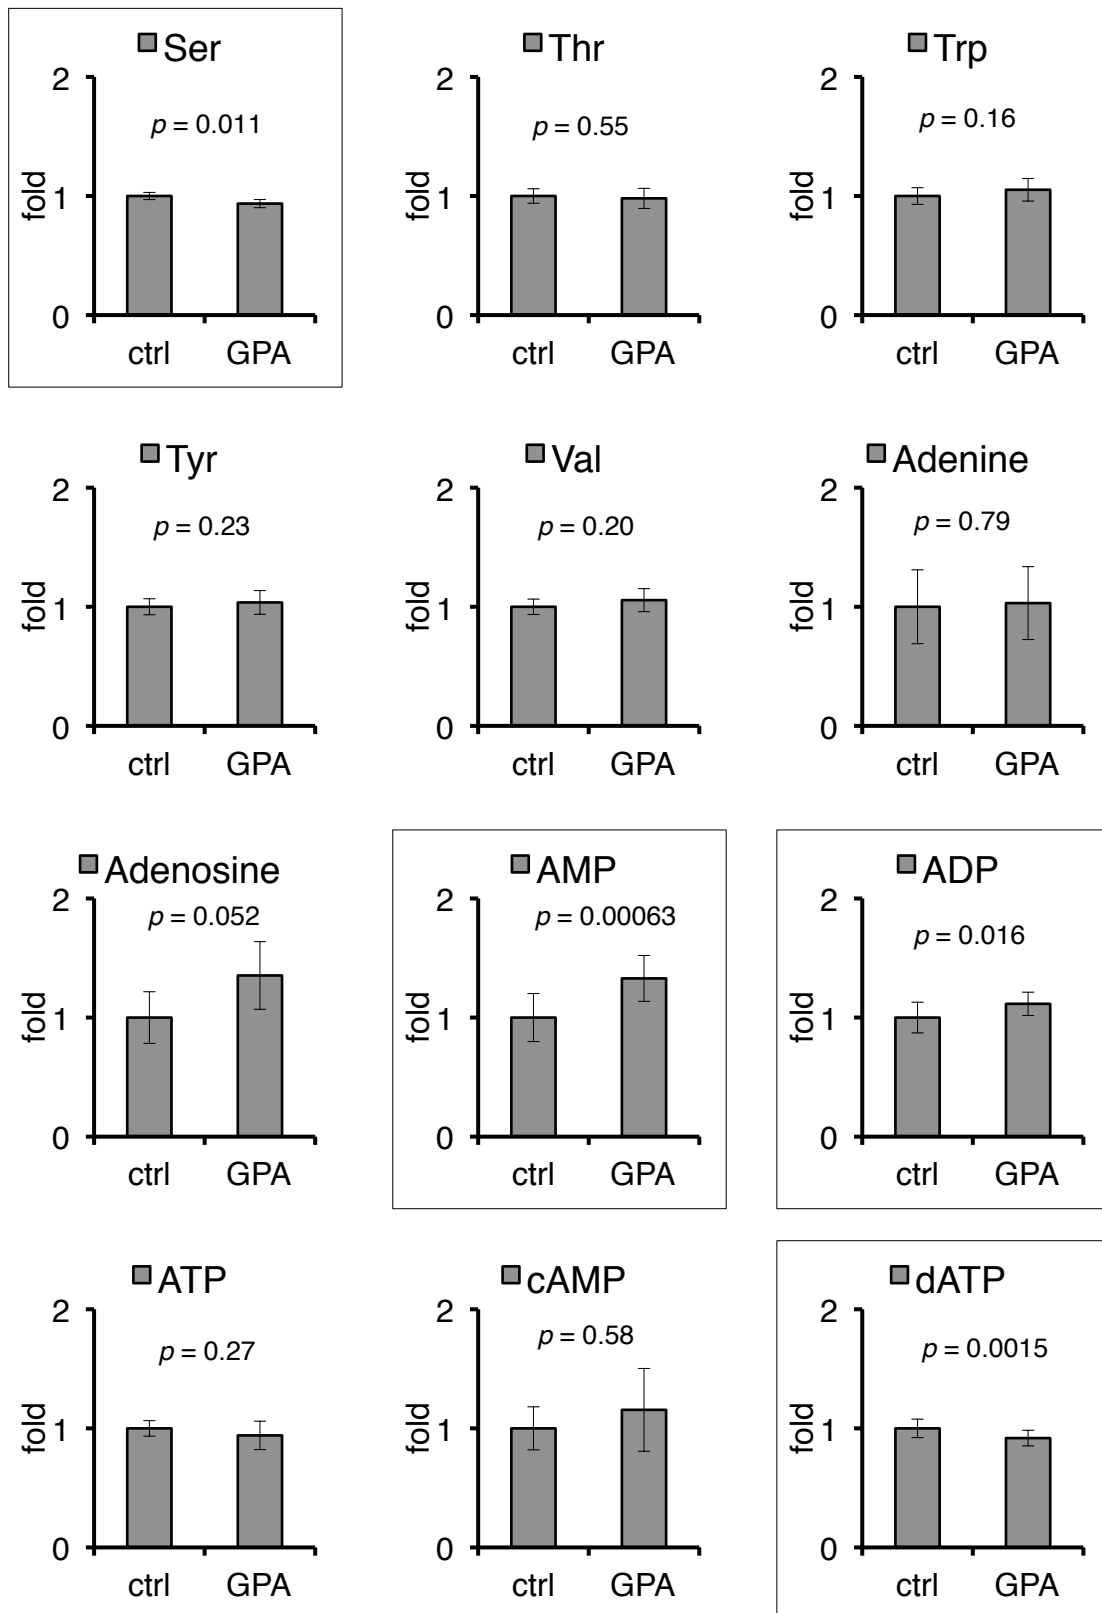 Ser
2
p = 0.011
fold
1
0
ctrl GPA
Thr
2
p = 0.55
fold
1
0
ctrl GPA
Trp
2
p = 0.16
fold
1
0
ctrl GPA
Tyr
2
p = 0.23
fold
1
0
ctrl GPA
Val
2
p = 0.20
fold
1
0
ctrl GPA
Adenine
2
p = 0.79
fold
1
0
ctrl GPA
Adenosine
2
p = 0.052
fold
1
0
ctrl GPA
AMP
2
p = 0.00063
fold
1
0
ctrl GPA
ADP
2
p = 0.016
fold
1
0
ctrl GPA
ATP
2
p = 0.27
fold
1
0
ctrl GPA
cAMP
2
p = 0.58
fold
1
0
ctrl GPA
dATP
2
p = 0.0015
fold
1
0
ctrl GPA